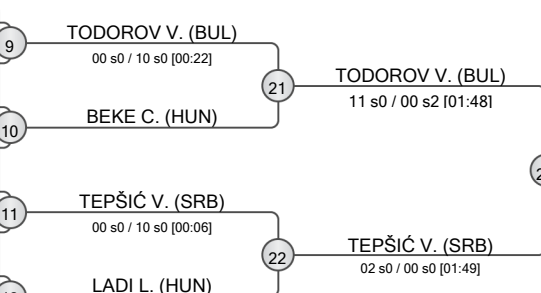 TODOROV V. (BUL)
9
00 s0 / 10 s0 [00:22]
21
TODOROV V. (BUL)
11 s0 / 00 s2 [01:48]
BEKE C. (HUN)
10
TEPŠIĆ V. (SRB)
11
00 s0 / 10 s0 [00:06]
22
TEPŠIĆ V. (SRB)
02 s0 / 00 s0 [01:49]
LADI L. (HUN)